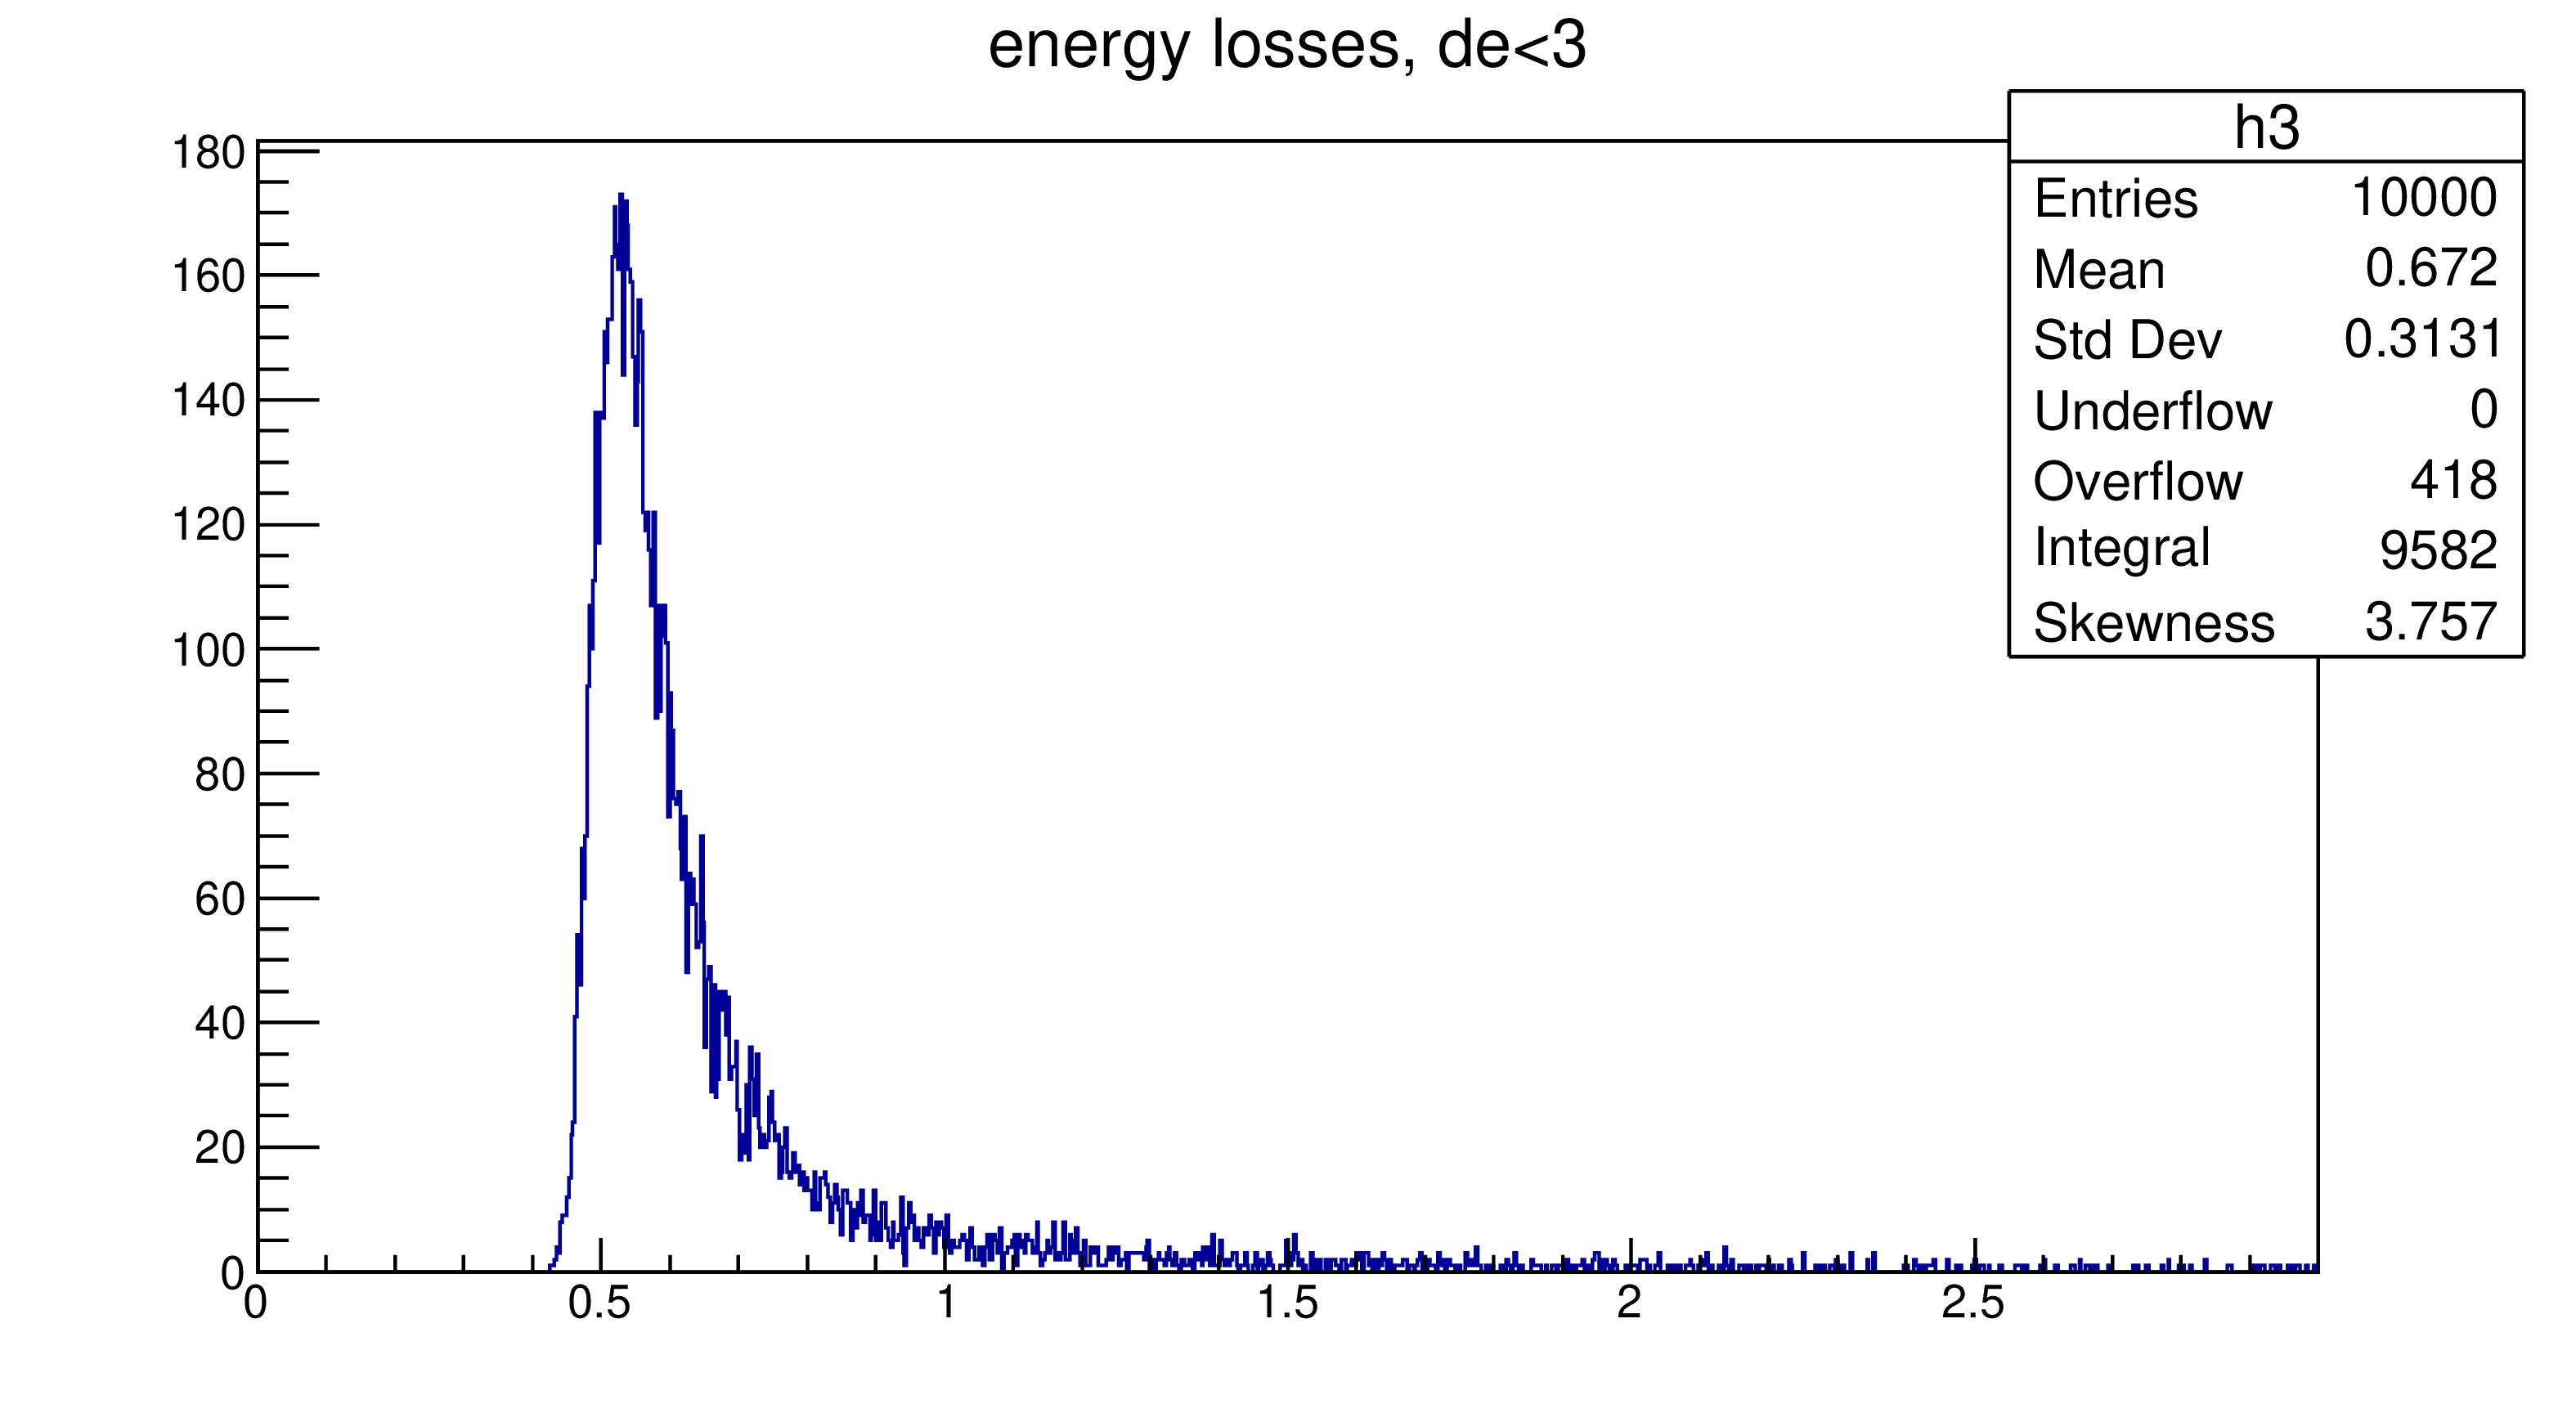 energy losses, de<3
h3
Entries 10000
Mean 0.672
Std Dev 0.3131
Underflow 0
Overflow 418
Integral 9582
Skewness 3.757
180
160
140
120
100
80
60
40
20
0
0 0.5 1 1.5 2 2.5